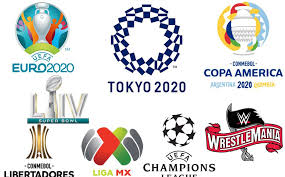 UEFA
EURO2020
TOKYO 2020
CONMEBOL
COPA AMERICA
ARGENTINA 2020 COLOMBIA
LIV
SUPER BOWL
CONMEBOL
LIBERTADORES
LIGA MX
UEFA
CHAMPIONS
LEAGUE
W
WRESTLEMANIA